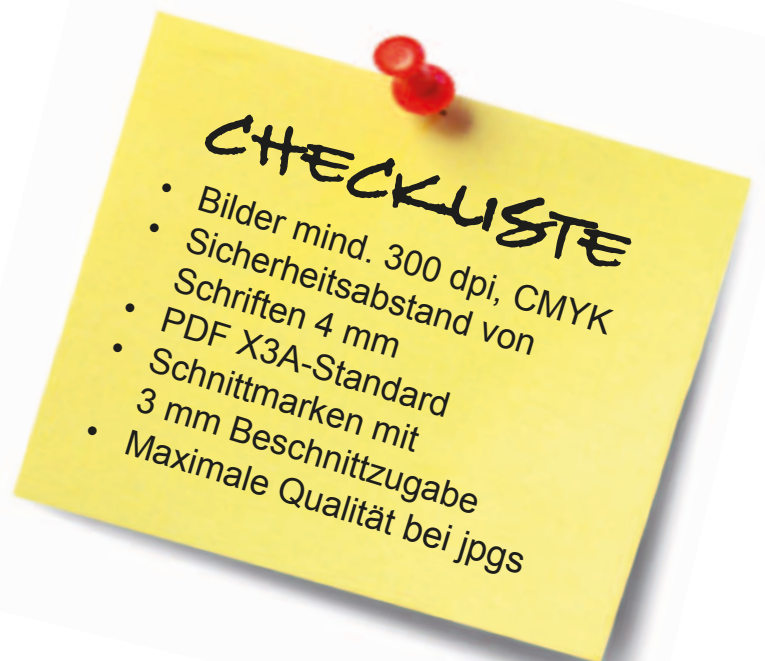 CHECKLISTE
• Bilder mind. 300 dpi, CMYK
• Sicherheitsabstand von
Schriften 4 mm
• PDF X3A-Standard
• Schnittmarken mit
3 mm Beschnittzugabe
• Maximale Qualität bei jpgs